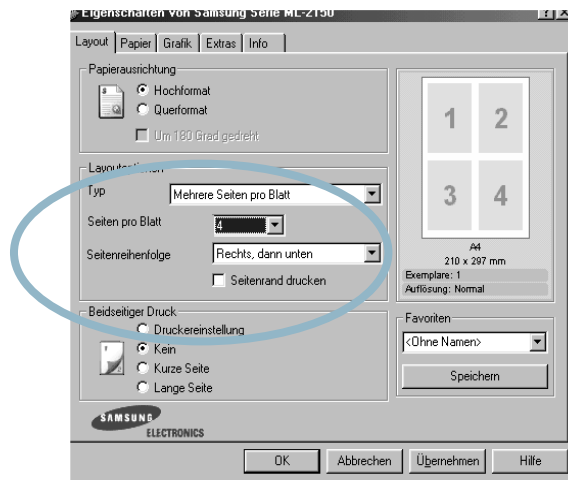 Eigenschaften von Samsung Serie ML-2150
Layout Papier Grafik Extras Info
Papierausrichtung
Hochformat
Querformat
Um 180 Grad gedreht
Layoutoptionen
Typ Mehrere Seiten pro Blatt
Seiten pro Blatt 4
Seitenreihenfolge Rechts, dann unten
Seitenrand drucken
Beidseitiger Druck
Druckereinstellung
Kein
Kurze Seite
Lange Seite
SAMSUNG
ELECTRONICS
1 2
3 4
A4
210 x 297 mm
Exemplare: 1
Auflösung: Normal
Favoriten
<Ohne Namen>
Speichern
OK Abbrechen Übernehmen Hilfe